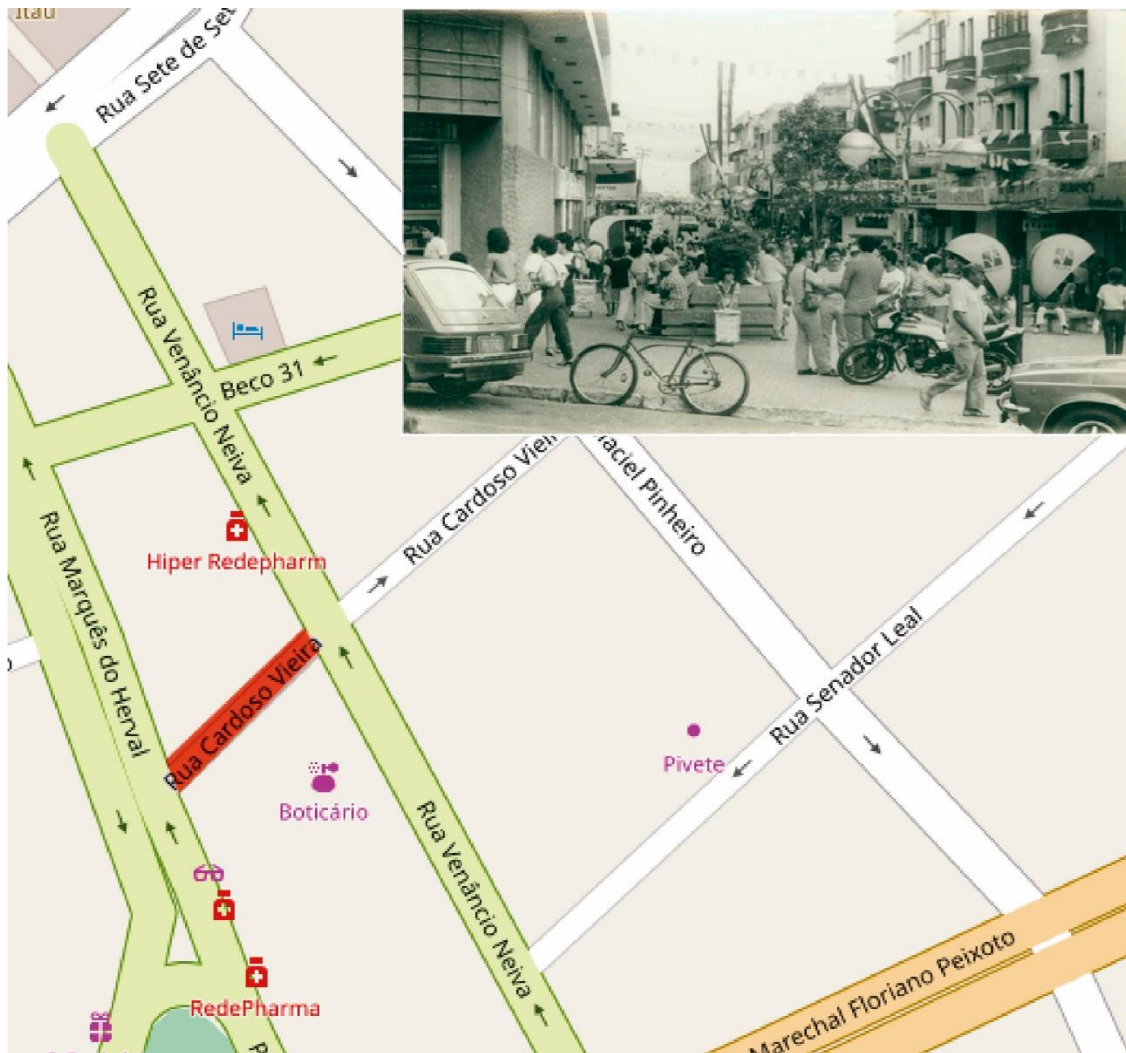 Itaú
Rua Sete de Set
Rua Venâncio Neiva
Beco 31
Rua Cardoso Vieir
aciel Pinheiro
Hiper Redepharm
Rua Marquês do Herval
Rua Cardoso Vieira
Rua Senador Leal
Pivete
Boticário
Rua Venâncio Neiva
RedePharma
Marechal Floriano Peixoto